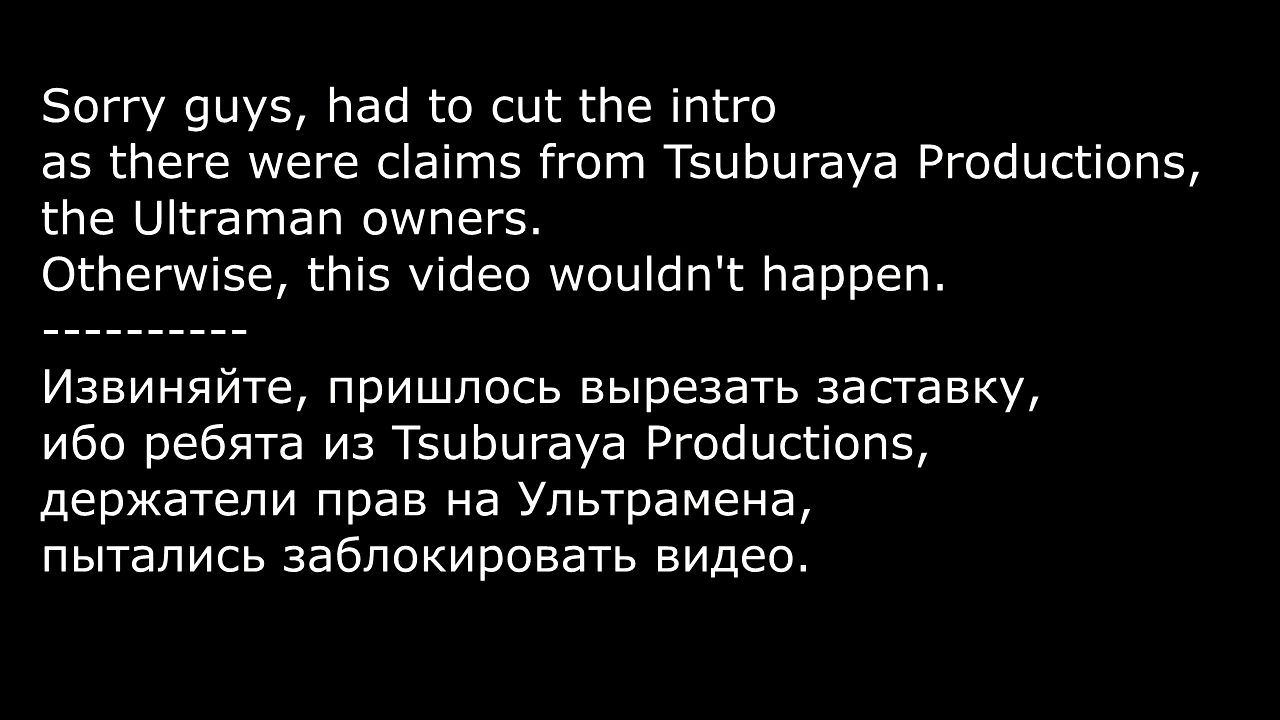 Sorry guys, had to cut the intro
as there were claims from Tsuburaya Productions,
the Ultraman owners.
Otherwise, this video wouldn't happen.
----------
Извиняйте, пришлось вырезать заставку,
ибо ребята из Tsuburaya Productions,
держатели прав на Ультрамена,
пытались заблокировать видео.